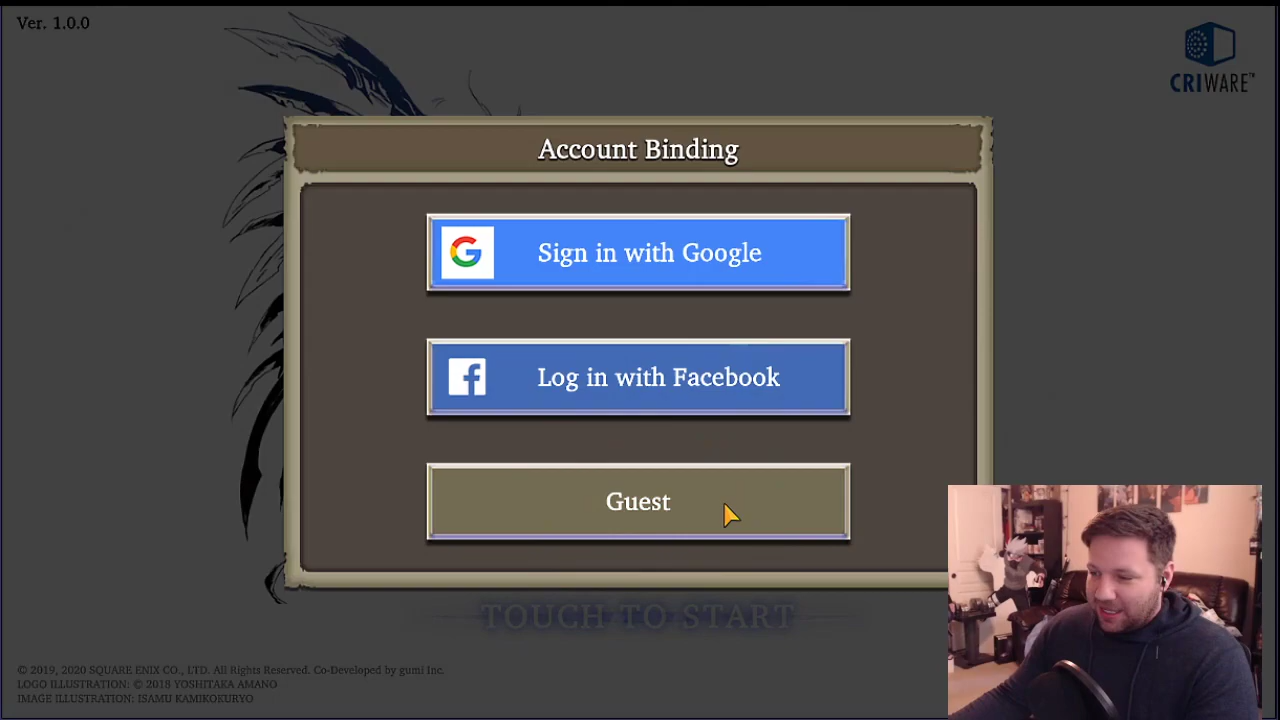 Ver. 1.0.0
CRIWARE™
Account Binding
Sign in with Google
Log in with Facebook
Guest
TOUCH TO START
© 2019, 2020 SQUARE ENIX CO., LTD. All Rights Reserved. Co-Developed by gumi Inc.
LOGO ILLUSTRATION: © 2018 YOSHITAKA AMANO
IMAGE ILLUSTRATION: ISAMU KAMIKOKURYO